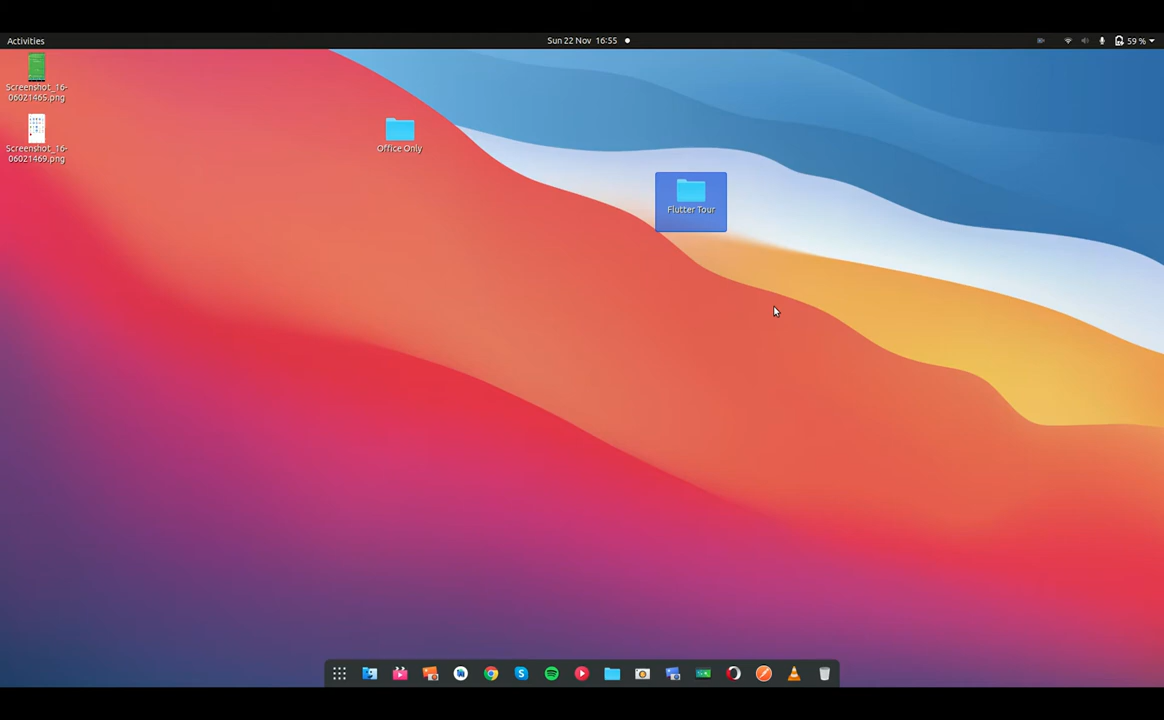 Activities
Sun 22 Nov 16:55
59 %
Screenshot_16-
06021465.png
Office Only
Screenshot_16-
06021469.png
Flutter Tour